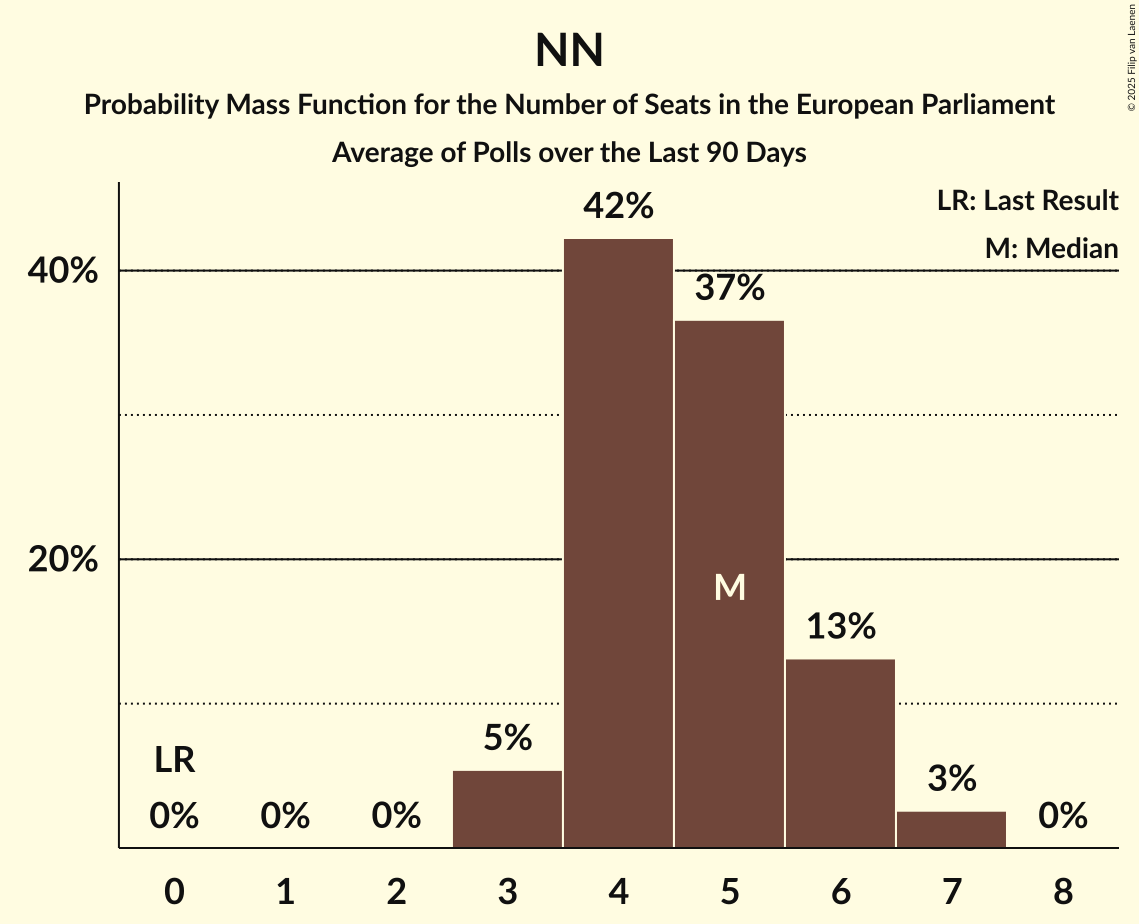 NN
Probability Mass Function for the Number of Seats in the European Parliament
Average of Polls over the Last 90 Days
© 2025 Filip van Laenen
LR: Last Result
M: Median
42%
40%
37%
20%
M
13%
5%
3%
LR
0%
0%
0%
0%
0
1
2
3
4
5
6
7
8